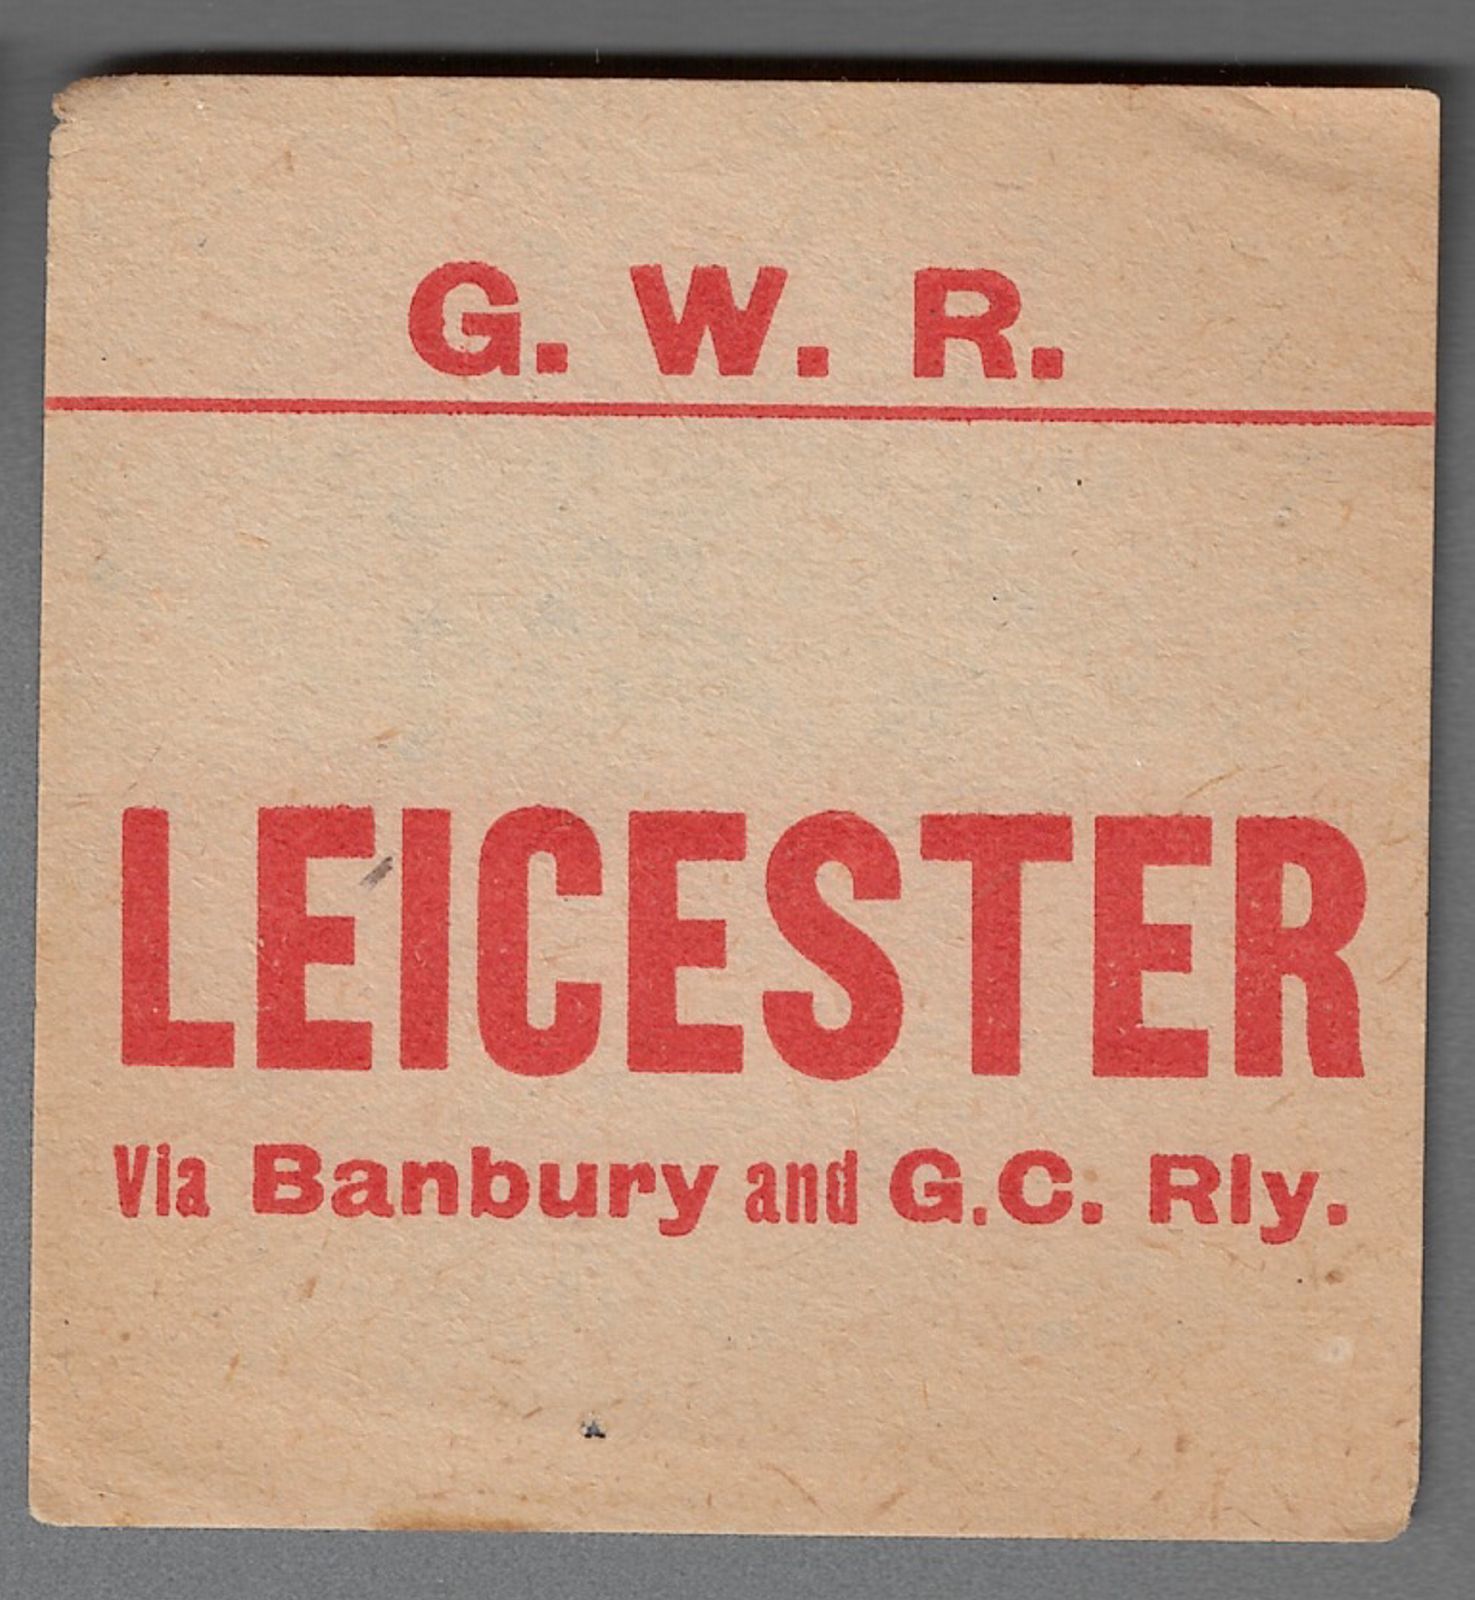 G. W. R.
LEICESTER
Via Banbury and G.C. Rly.